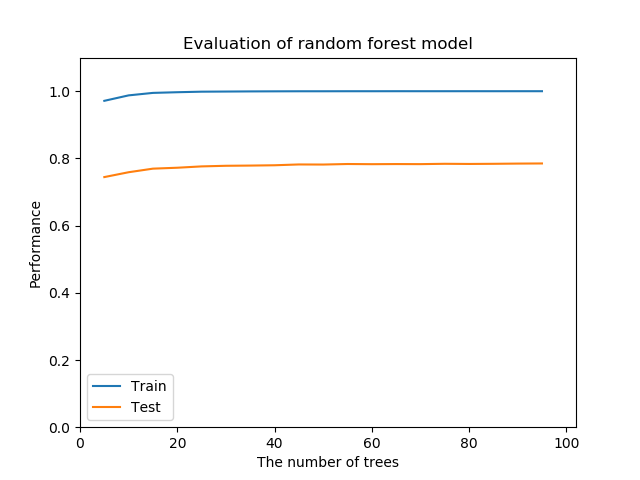 Evaluation of random forest model
Performance
1.0
0.8
0.6
0.4
0.2
0.0
Train
Test
0 20 40 60 80 100
The number of trees